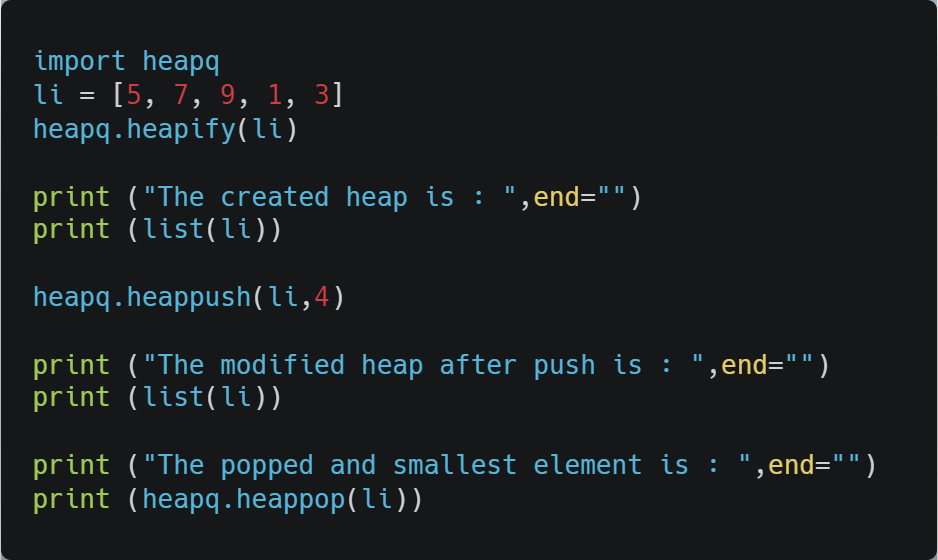 import heapq
li = [5, 7, 9, 1, 3]
heapq.heapify(li)
print ("The created heap is : ",end="")
print (list(li))
heapq.heappush(li,4)
print ("The modified heap after push is : ",end="")
print (list(li))
print ("The popped and smallest element is : ",end="")
print (heapq.heappop(li))